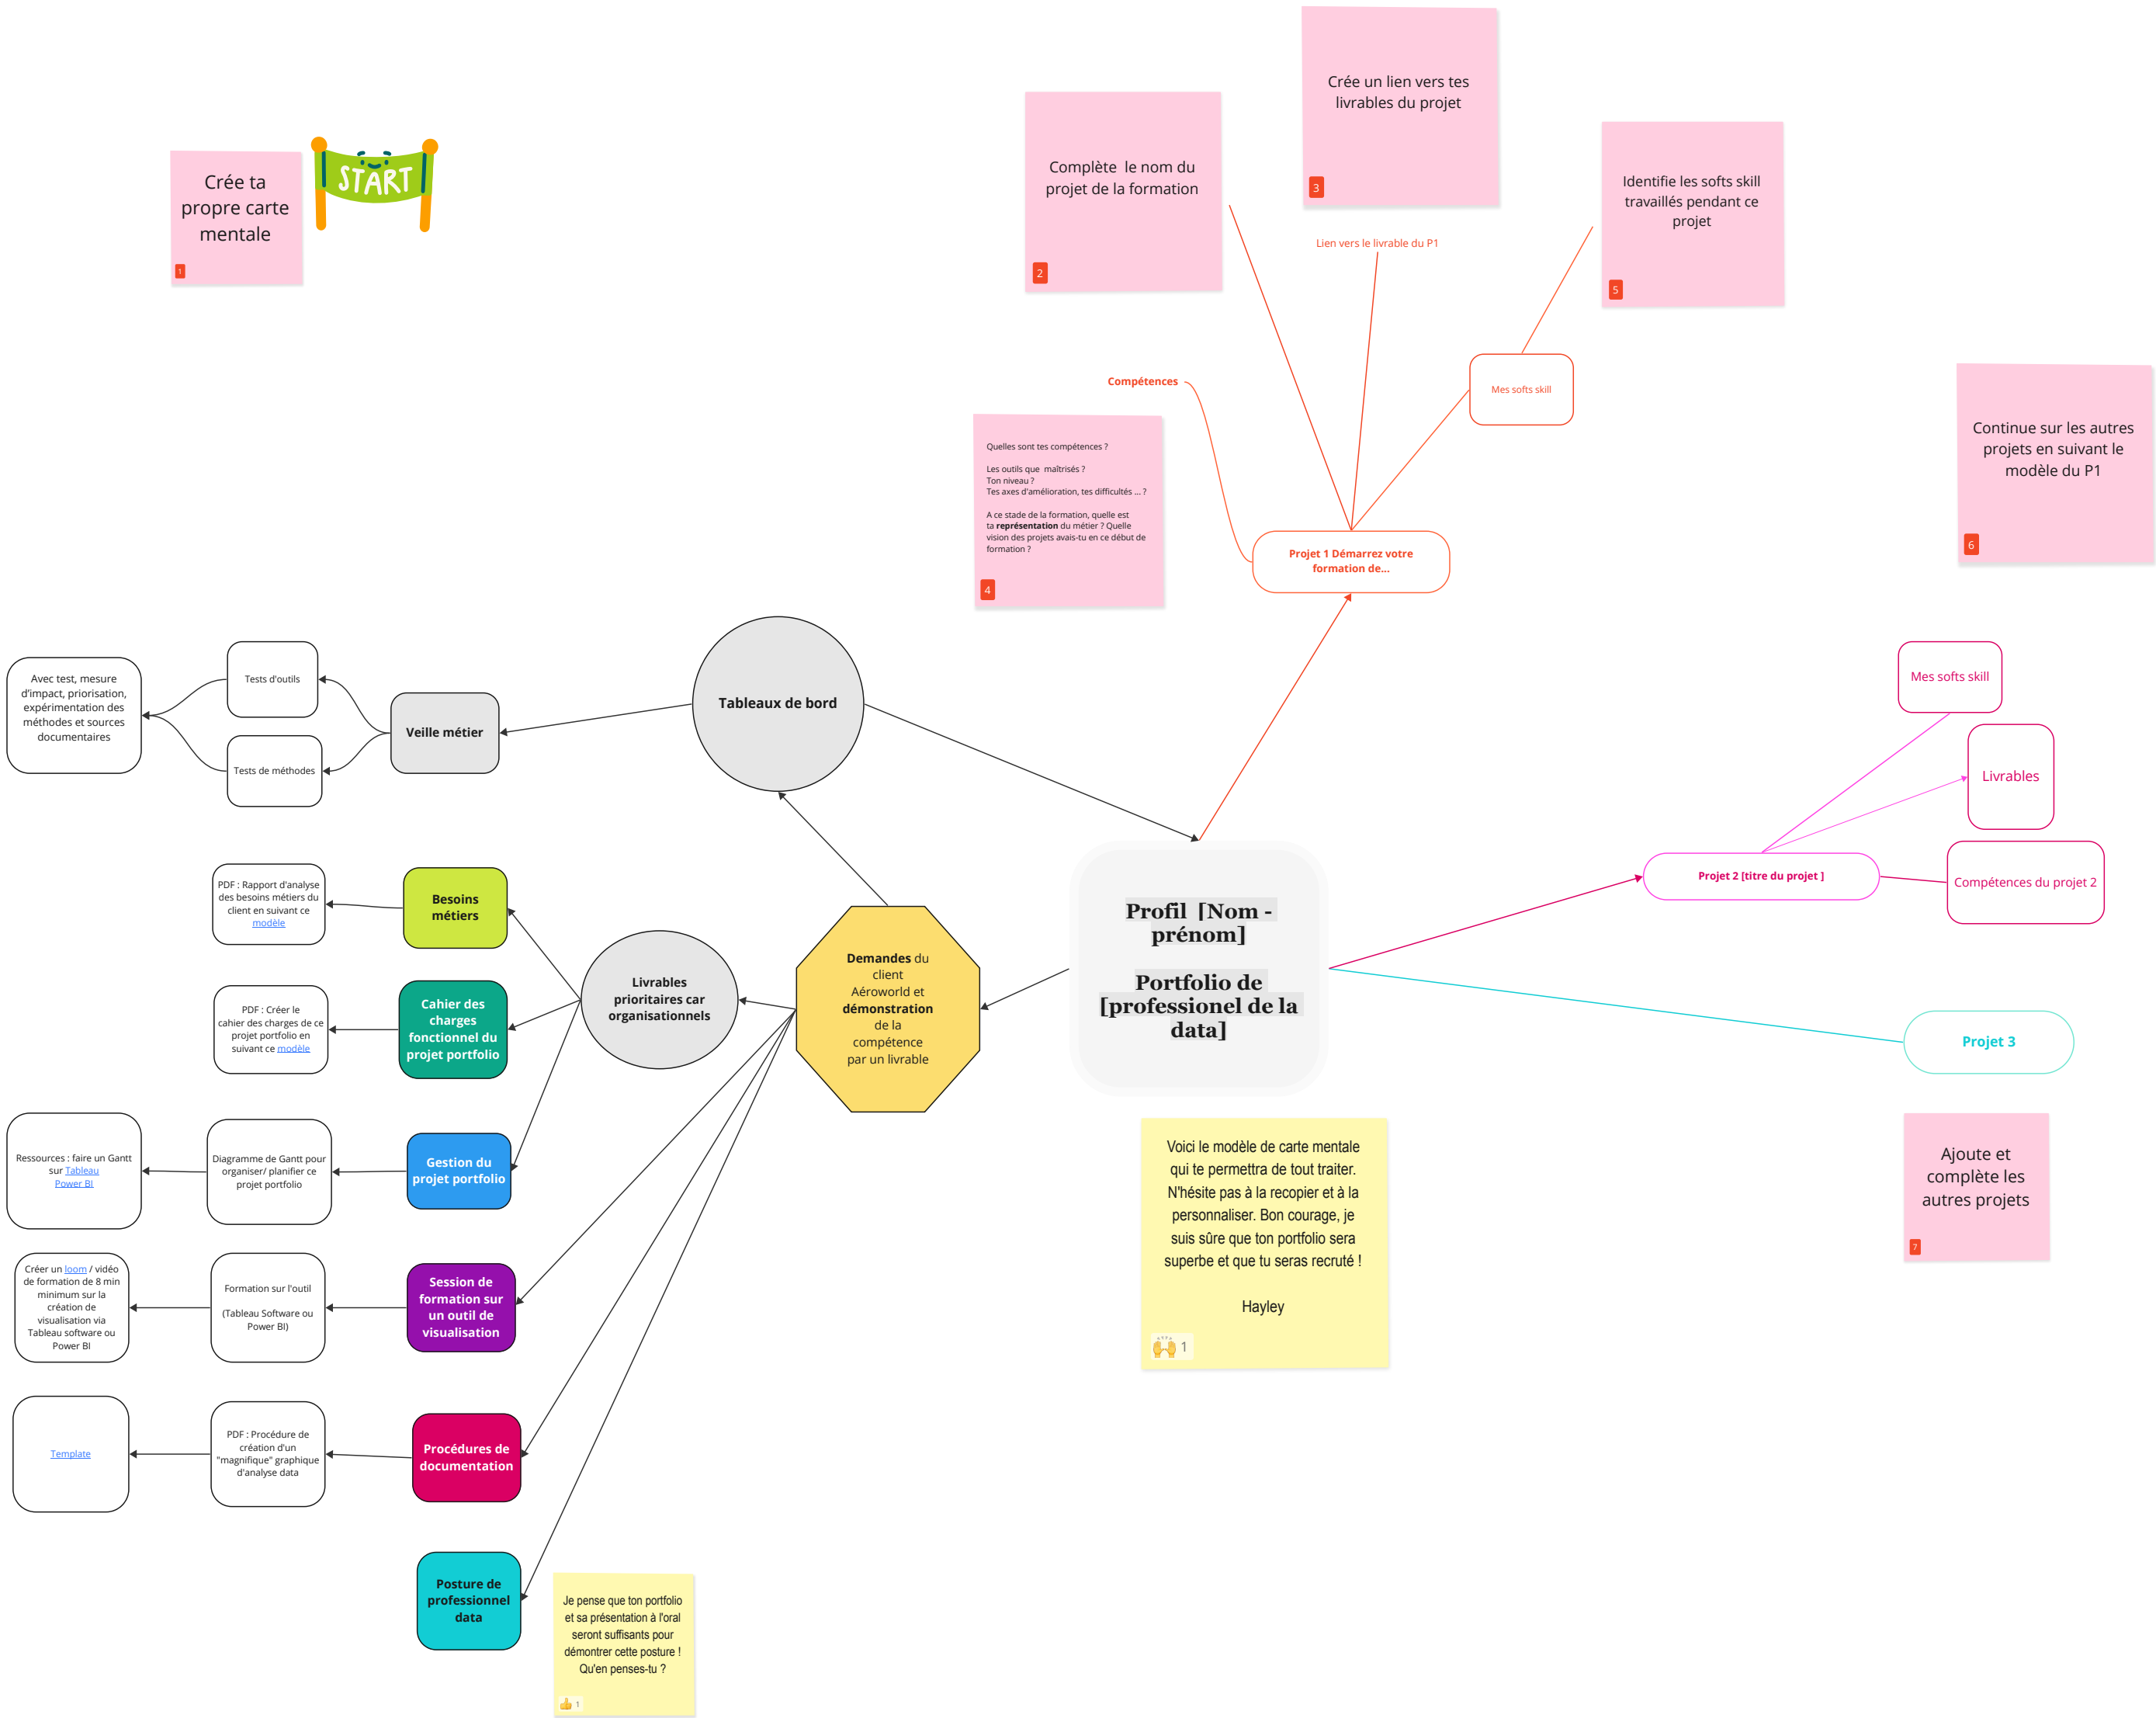 Crée ta
propre carte
mentale
1
START
Complète  le nom du
projet de la formation
2
Crée un lien vers tes
livrables du projet
3
Identifie les softs skill
travaillés pendant ce
projet
5
Lien vers le livrable du P1
Mes softs skill
Compétences
Quelles sont tes compétences ?
Les outils que  maîtrisés ?
Ton niveau ?
Tes axes d'amélioration, tes difficultés ... ?
A ce stade de la formation, quelle est
ta représentation du métier ? Quelle
vision des projets avais-tu en ce début de
formation ?
4
Projet 1 Démarrez votre
formation de...
Continue sur les autres
projets en suivant le
modèle du P1
6
Avec test, mesure
d'impact, priorisation,
expérimentation des
méthodes et sources
documentaires
Tests d'outils
Tests de méthodes
Veille métier
Tableaux de bord
Mes softs skill
Livrables
Projet 2 [titre du projet ]
Compétences du projet 2
PDF : Rapport d'analyse
des besoins métiers du
client en suivant ce
modèle
Besoins
métiers
PDF : Créer le
cahier des charges de ce
projet portfolio en
suivant ce modèle
Cahier des
charges
fonctionnel du
projet portfolio
Livrables
prioritaires car
organisationnels
Demandes du
client
Aéroworld et
démonstration
de la
compétence
par un livrable
Profil  [Nom -
prénom]
Portfolio de
[professionel de la
data]
Projet 3
Ressources : faire un Gantt
sur Tableau
Power BI
Diagramme de Gantt pour
organiser/ planifier ce
projet portfolio
Gestion du
projet portfolio
Voici le modèle de carte mentale
qui te permettra de tout traiter.
N'hésite pas à la recopier et à la
personnaliser. Bon courage, je
suis sûre que ton portfolio sera
superbe et que tu seras recruté !
Hayley
1
Ajoute et
complète les
autres projets
7
Créer un loom / vidéo
de formation de 8 min
minimum sur la
création de
visualisation via
Tableau software ou
Power BI
Formation sur l'outil
(Tableau Software ou
Power BI)
Session de
formation sur
un outil de
visualisation
Template
PDF : Procédure de
création d'un
"magnifique" graphique
d'analyse data
Procédures de
documentation
Posture de
professionnel
data
Je pense que ton portfolio
et sa présentation à l'oral
seront suffisants pour
démontrer cette posture !
Qu'en penses-tu ?
1